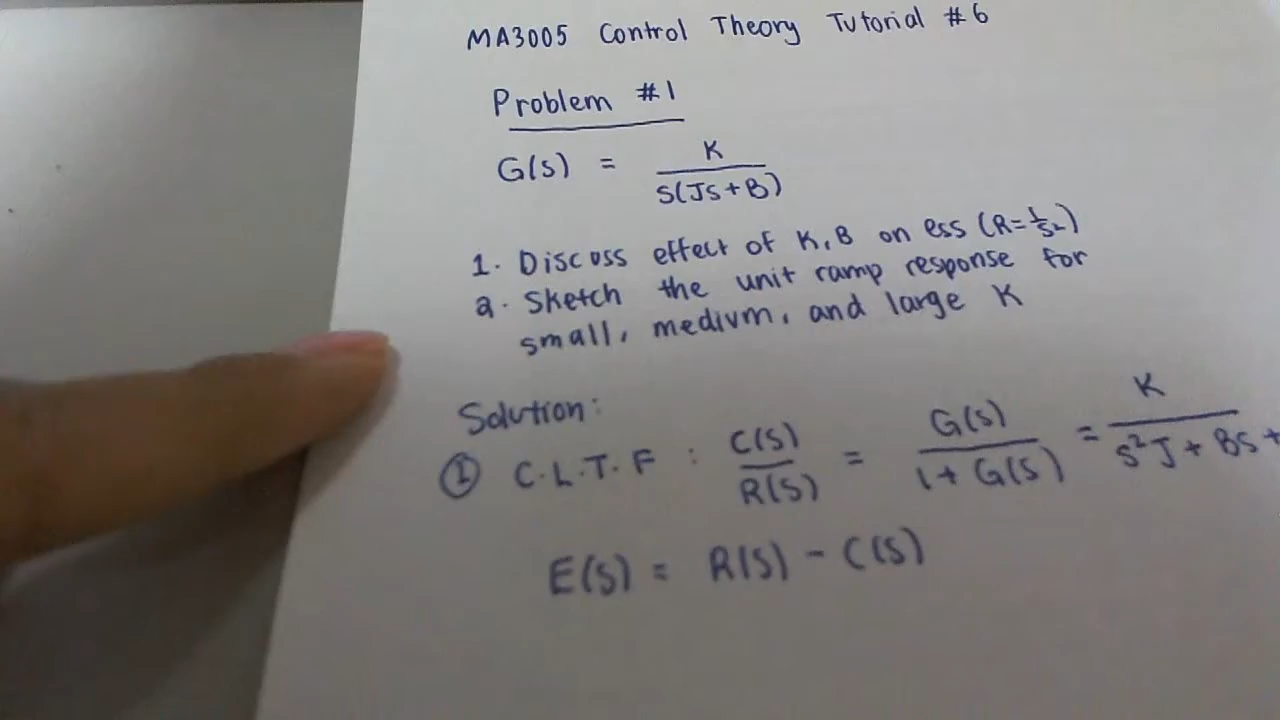 MA3005 Control Theory Tutorial #6
Problem #1
G(s) = K / S(Js+B)
1. Discuss effect of K, B on ess (R=1/s²)
2. Sketch the unit ramp response for
small, medium, and large K
Solution:
① C.L.T.F : C(s)/R(s) = G(s)/1+G(s) = K/s²J + Bs +
E(s) = R(s) - C(s)